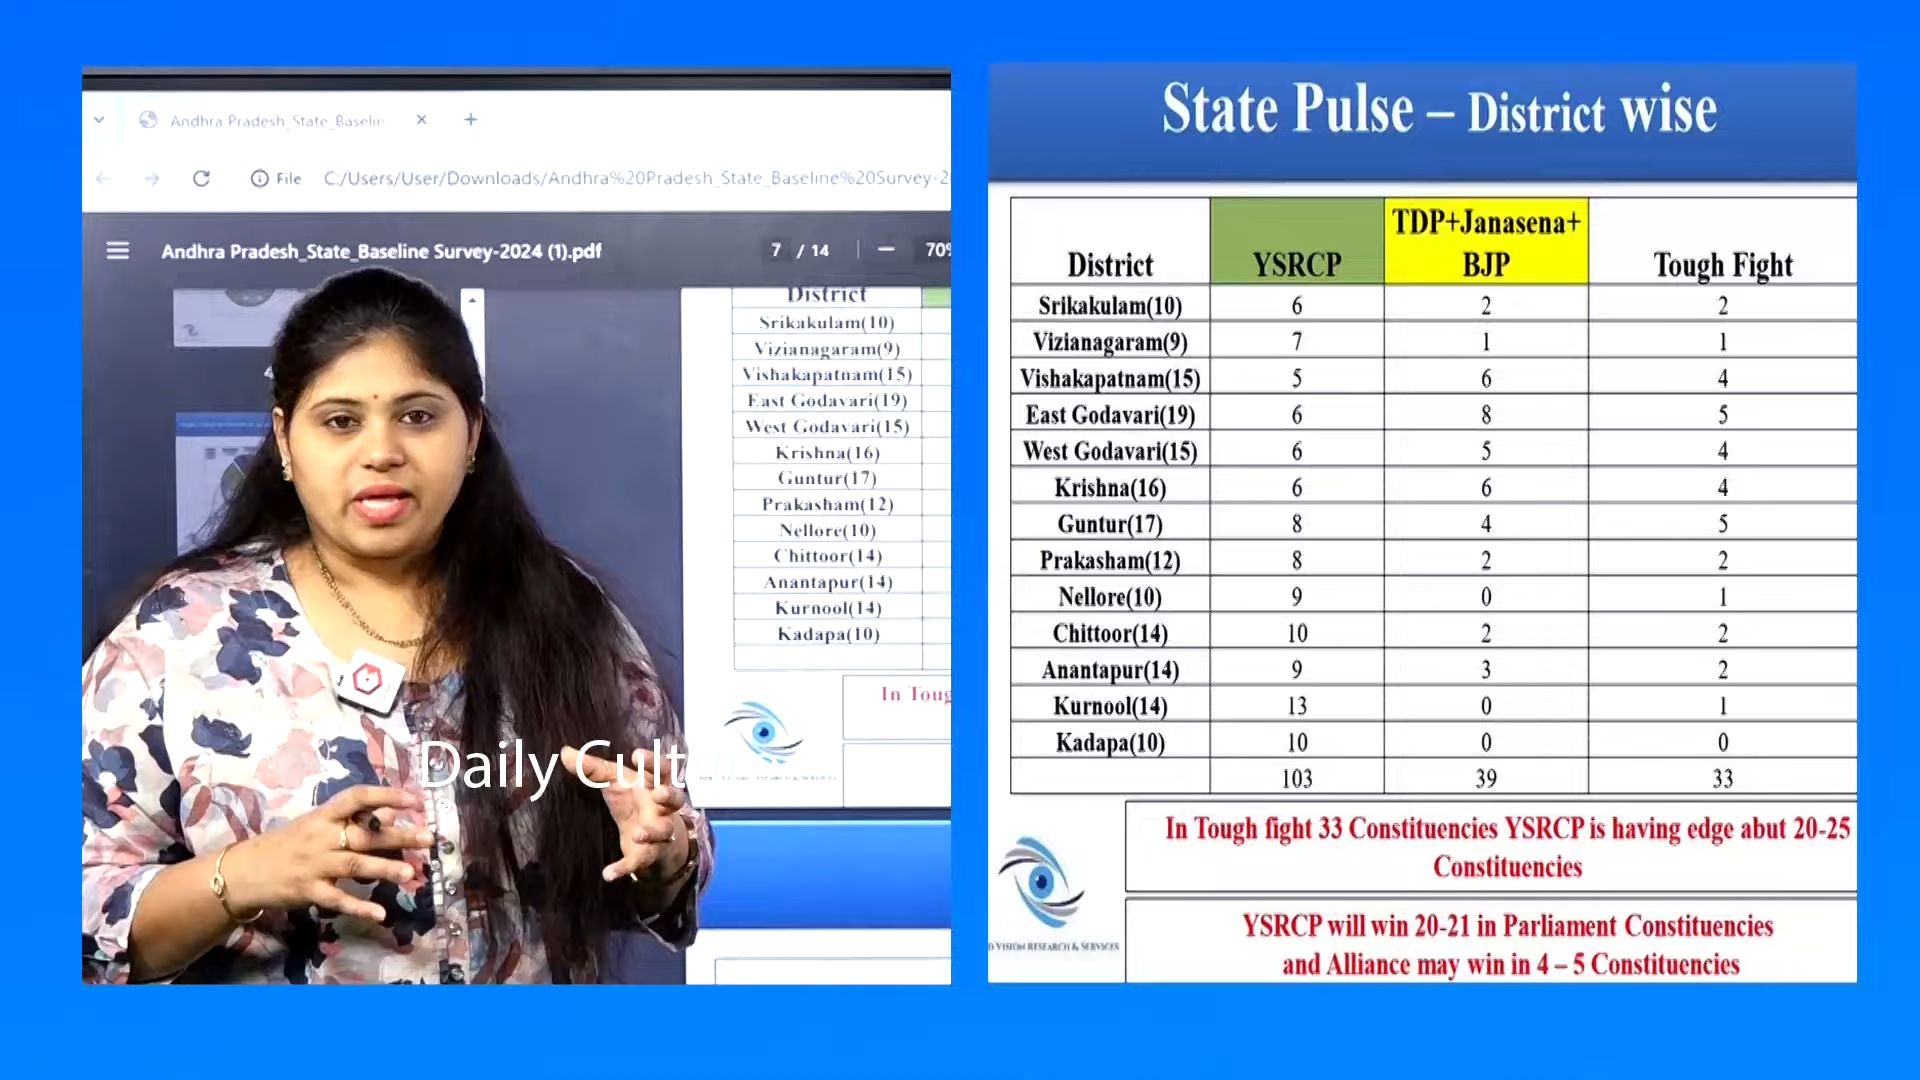 Andhra Pradesh_State_Baselin
File C:/Users/User/Downloads/Andhra%20Pradesh_State_Baseline%20Survey-2
Andhra Pradesh_State_Baseline Survey-2024 (1).pdf 7 / 14 70%
District
Srikakulam(10)
Vizianagaram(9)
Vishakapatnam(15)
East Godavari(19)
West Godavari(15)
Krishna(16)
Guntur(17)
Prakasham(12)
Nellore(10)
Chittoor(14)
Anantapur(14)
Kurnool(14)
Kadapa(10)
In Toug
Daily Cult
State Pulse – District wise
District YSRCP TDP+Janasena+ BJP Tough Fight
Srikakulam(10) 6 2 2
Vizianagaram(9) 7 1 1
Vishakapatnam(15) 5 6 4
East Godavari(19) 6 8 5
West Godavari(15) 6 5 4
Krishna(16) 6 6 4
Guntur(17) 8 4 5
Prakasham(12) 8 2 2
Nellore(10) 9 0 1
Chittoor(14) 10 2 2
Anantapur(14) 9 3 2
Kurnool(14) 13 0 1
Kadapa(10) 10 0 0
103 39 33
In Tough fight 33 Constituencies YSRCP is having edge abut 20-25
Constituencies
YSRCP will win 20-21 in Parliament Constituencies
and Alliance may win in 4 – 5 Constituencies
VISION RESEARCH & SERVICES